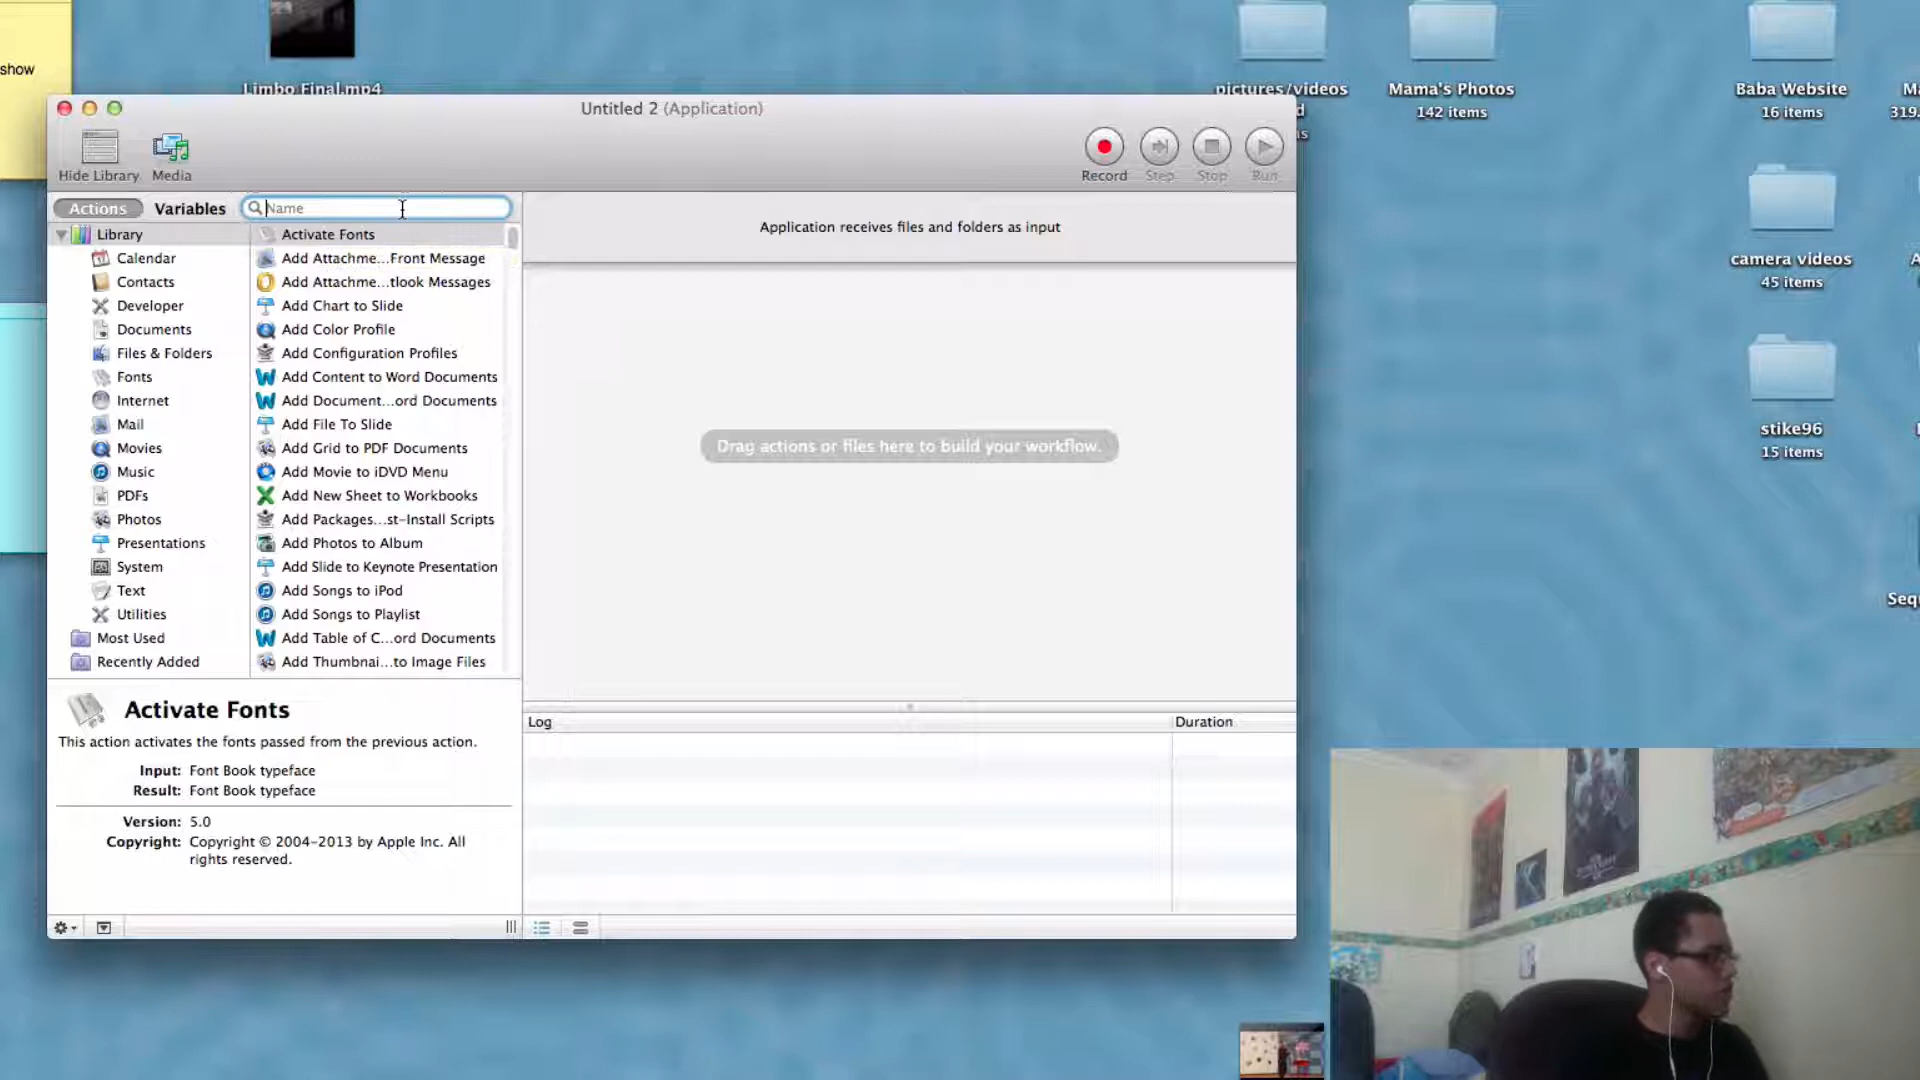 show
Limbo Final.mp4
pictures/videos
Mama's Photos
142 items
Baba Website
16 items
319.
camera videos
45 items
stike96
15 items
Sequ
Untitled 2 (Application)
Hide Library
Media
Record
Step
Stop
Run
Actions
Variables
Name
Application receives files and folders as input
Library
Calendar
Contacts
Developer
Documents
Files & Folders
Fonts
Internet
Mail
Movies
Music
PDFs
Photos
Presentations
System
Text
Utilities
Most Used
Recently Added
Activate Fonts
Add Attachme...Front Message
Add Attachme...tlook Messages
Add Chart to Slide
Add Color Profile
Add Configuration Profiles
Add Content to Word Documents
Add Document...ord Documents
Add File To Slide
Add Grid to PDF Documents
Add Movie to iDVD Menu
Add New Sheet to Workbooks
Add Packages...st-Install Scripts
Add Photos to Album
Add Slide to Keynote Presentation
Add Songs to iPod
Add Songs to Playlist
Add Table of C...ord Documents
Add Thumbnai...to Image Files
Drag actions or files here to build your workflow.
Activate Fonts
This action activates the fonts passed from the previous action.
Input: Font Book typeface
Result: Font Book typeface
Version: 5.0
Copyright: Copyright © 2004-2013 by Apple Inc. All
rights reserved.
Log
Duration